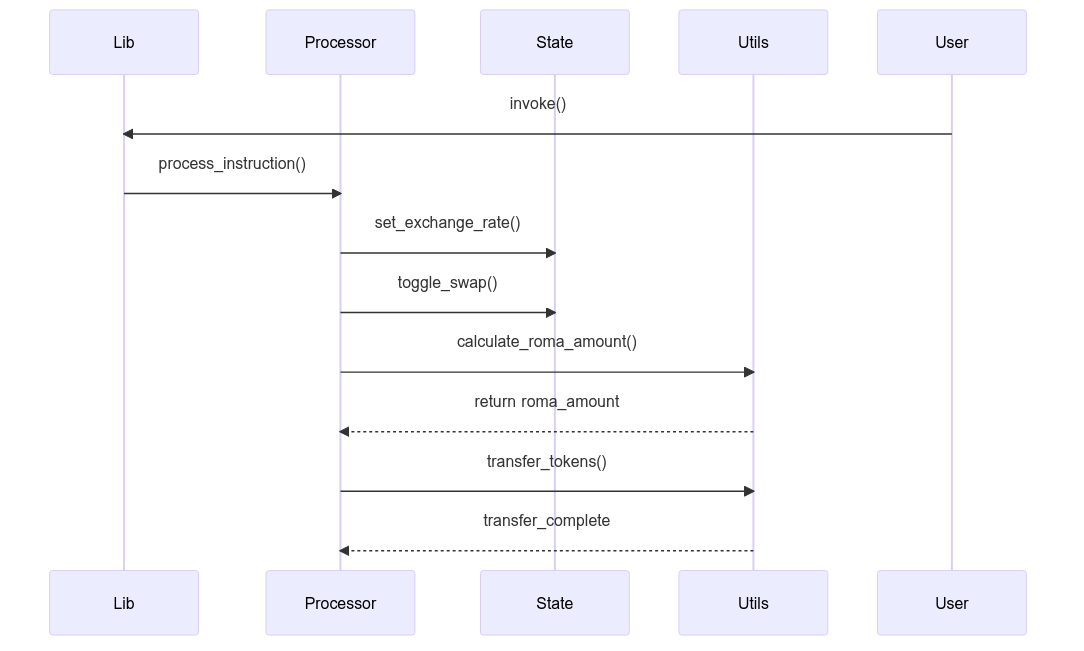 Lib
Processor
State
Utils
User
invoke()
process_instruction()
set_exchange_rate()
toggle_swap()
calculate_roma_amount()
return roma_amount
transfer_tokens()
transfer_complete
Lib
Processor
State
Utils
User